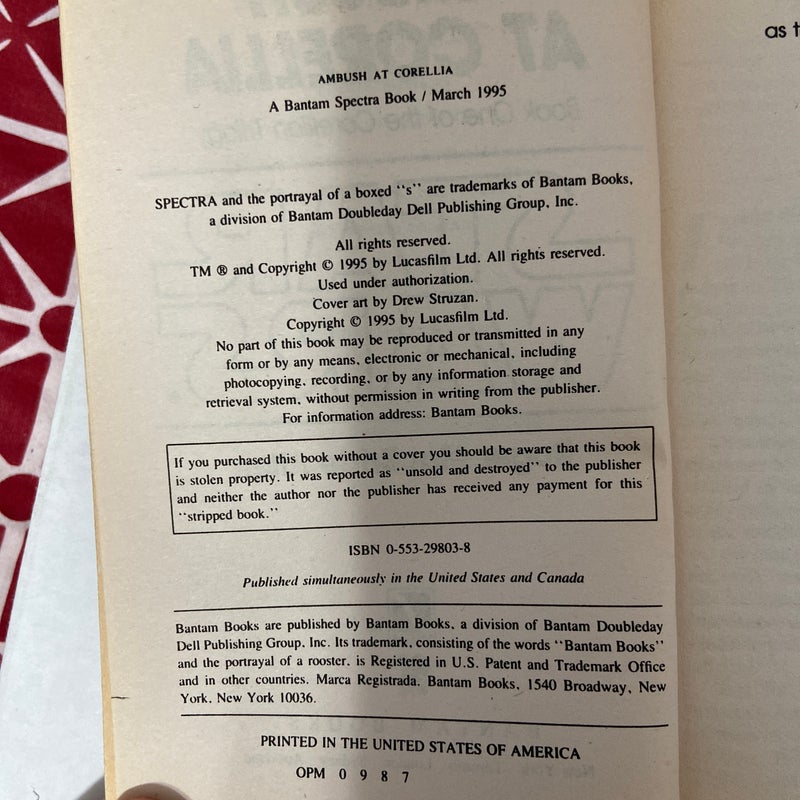 as t
AMBUSH AT CORELLIA
A Bantam Spectra Book / March 1995
SPECTRA and the portrayal of a boxed "s" are trademarks of Bantam Books,
a division of Bantam Doubleday Dell Publishing Group, Inc.
All rights reserved.
TM ® and Copyright © 1995 by Lucasfilm Ltd. All rights reserved.
Used under authorization.
Cover art by Drew Struzan.
Copyright © 1995 by Lucasfilm Ltd.
No part of this book may be reproduced or transmitted in any
form or by any means, electronic or mechanical, including
photocopying, recording, or by any information storage and
retrieval system, without permission in writing from the publisher.
For information address: Bantam Books.
If you purchased this book without a cover you should be aware that this book
is stolen property. It was reported as "unsold and destroyed" to the publisher
and neither the author nor the publisher has received any payment for this
"stripped book."
ISBN 0-553-29803-8
Published simultaneously in the United States and Canada
Bantam Books are published by Bantam Books, a division of Bantam Doubleday
Dell Publishing Group, Inc. Its trademark, consisting of the words "Bantam Books"
and the portrayal of a rooster, is Registered in U.S. Patent and Trademark Office
and in other countries. Marca Registrada. Bantam Books, 1540 Broadway, New
York, New York 10036.
PRINTED IN THE UNITED STATES OF AMERICA
OPM 0 9 8 7